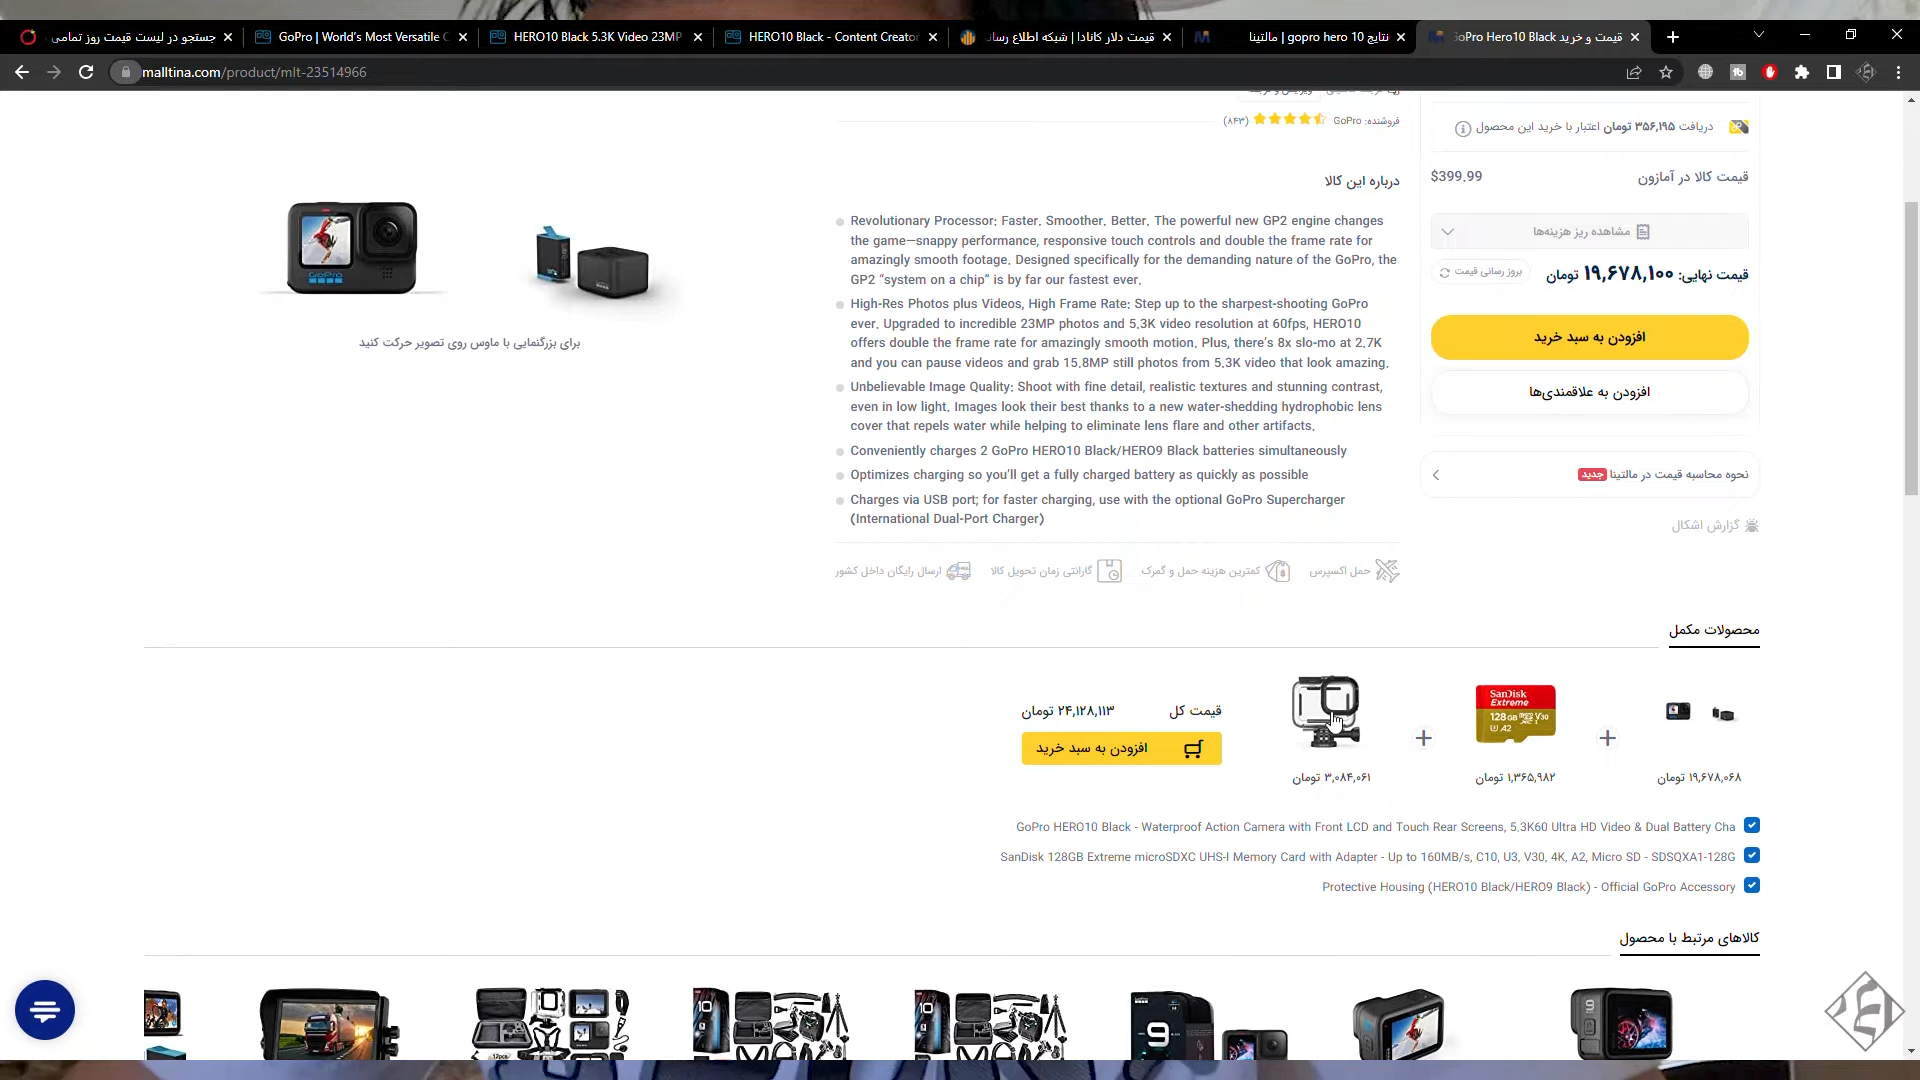 جستجو در لیست قیمت روز تمامی
GoPro | World's Most Versatile C
HERO10 Black 5.3K Video 23MP
HERO10 Black - Content Creator
قیمت دلار کانادا | شبکه اطلاع رسانی
نتایج gopro hero 10 | مالتینا
قیمت و خرید GoPro Hero10 Black
malltina.com/product/mlt-23514966
فروشنده: GoPro (۸۴۳)
دریافت ۳۵۶,۱۹۵ تومان اعتبار با خرید این محصول
درباره این کالا
قیمت کالا در آمازون $399.99
Revolutionary Processor: Faster. Smoother. Better. The powerful new GP2 engine changes
the game—snappy performance, responsive touch controls and double the frame rate for
amazingly smooth footage. Designed specifically for the demanding nature of the GoPro, the
GP2 “system on a chip” is by far our fastest ever.
High-Res Photos plus Videos, High Frame Rate: Step up to the sharpest-shooting GoPro
ever. Upgraded to incredible 23MP photos and 5.3K video resolution at 60fps, HERO10
offers double the frame rate for amazingly smooth motion. Plus, there’s 8x slo-mo at 2.7K
and you can pause videos and grab 15.8MP still photos from 5.3K video that look amazing.
Unbelievable Image Quality: Shoot with fine detail, realistic textures and stunning contrast,
even in low light. Images look their best thanks to a new water-shedding hydrophobic lens
cover that repels water while helping to eliminate lens flare and other artifacts.
Conveniently charges 2 GoPro HERO10 Black/HERO9 Black batteries simultaneously
Optimizes charging so you’ll get a fully charged battery as quickly as possible
Charges via USB port; for faster charging, use with the optional GoPro Supercharger
(International Dual-Port Charger)
مشاهده ریز هزینه‌ها
قیمت نهایی: ۱۹,۶۷۸,۱۰۰ تومان
بروز رسانی قیمت
افزودن به سبد خرید
افزودن به علاقمندی‌ها
نحوه محاسبه قیمت در مالتینا جدید
گزارش اشکال
GoPro
برای بزرگنمایی با ماوس روی تصویر حرکت کنید
حمل اکسپرس
کمترین هزینه حمل و گمرک
گارانتی زمان تحویل کالا
ارسال رایگان داخل کشور
محصولات مکمل
SanDisk
Extreme
128GB
V30
A2
۱۹,۶۷۸,۰۶۸ تومان
۱,۳۶۵,۹۸۲ تومان
۳,۰۸۴,۰۶۱ تومان
قیمت کل ۲۴,۱۲۸,۱۱۳ تومان
افزودن به سبد خرید
GoPro HERO10 Black - Waterproof Action Camera with Front LCD and Touch Rear Screens, 5.3K60 Ultra HD Video & Dual Battery Cha
SanDisk 128GB Extreme microSDXC UHS-I Memory Card with Adapter - Up to 160MB/s, C10, U3, V30, 4K, A2, Micro SD - SDSQXA1-128G
Protective Housing (HERO10 Black/HERO9 Black) - Official GoPro Accessory
کالاهای مرتبط با محصول
10
10
9
9